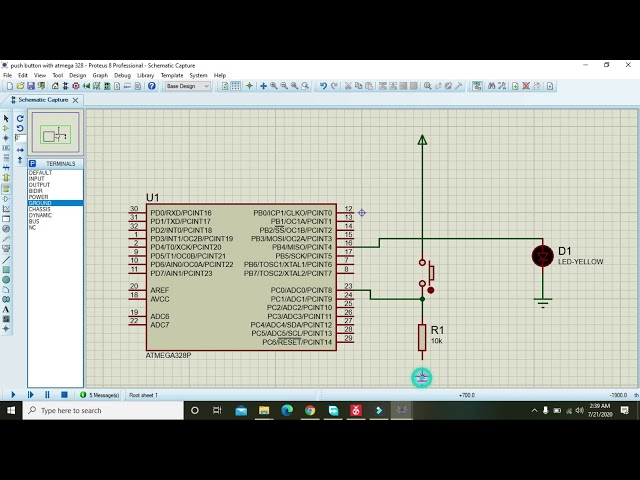 push button with atmega 328 - Proteus 8 Professional - Schematic Capture
File Edit View Tool Design Graph Debug Library Template System Help
Base Design
Schematic Capture
P TERMINALS
DEFAULT
INPUT
OUTPUT
BIDIR
POWER
GROUND
CHASSIS
DYNAMIC
BUS
NC
U1
30 PD0/RXD/PCINT16
31 PD1/TXD/PCINT17
32 PD2/INT0/PCINT18
1 PD3/INT1/OC2B/PCINT19
2 PD4/T0/XCK/PCINT20
9 PD5/T1/OC0B/PCINT21
10 PD6/AIN0/OC0A/PCINT22
11 PD7/AIN1/PCINT23
20 AREF
18 AVCC
19 ADC6
22 ADC7
PB0/ICP1/CLKO/PCINT0 12
PB1/OC1A/PCINT1 13
PB2/SS/OC1B/PCINT2 14
PB3/MOSI/OC2A/PCINT3 15
PB4/MISO/PCINT4 16
PB5/SCK/PCINT5 17
PB6/TOSC1/XTAL1/PCINT6 7
PB7/TOSC2/XTAL2/PCINT7 8
PC0/ADC0/PCINT8 23
PC1/ADC1/PCINT9 24
PC2/ADC2/PCINT10 25
PC3/ADC3/PCINT11 26
PC4/ADC4/SDA/PCINT12 27
PC5/ADC5/SCL/PCINT13 28
PC6/RESET/PCINT14 29
ATMEGA328P
R1
10k
D1
LED-YELLOW
5 Message(s)
Root sheet 1
+700.0
-1900.0
th
Type here to search
2:39 AM
7/21/2020